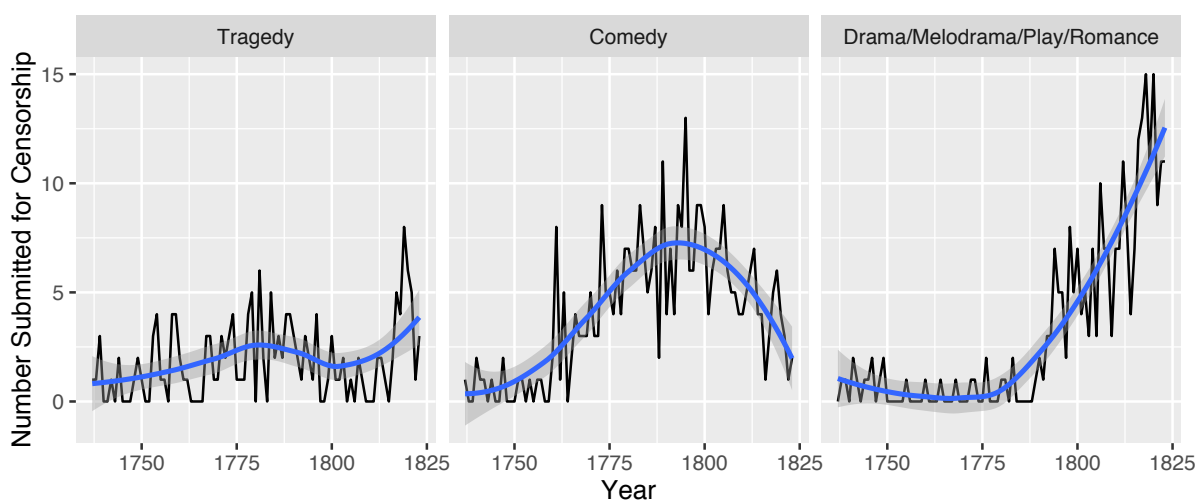 Tragedy
Comedy
Drama/Melodrama/Play/Romance
Number Submitted for Censorship
15
10
5
0
1750 1775 1800 1825
1750 1775 1800 1825
1750 1775 1800 1825
Year